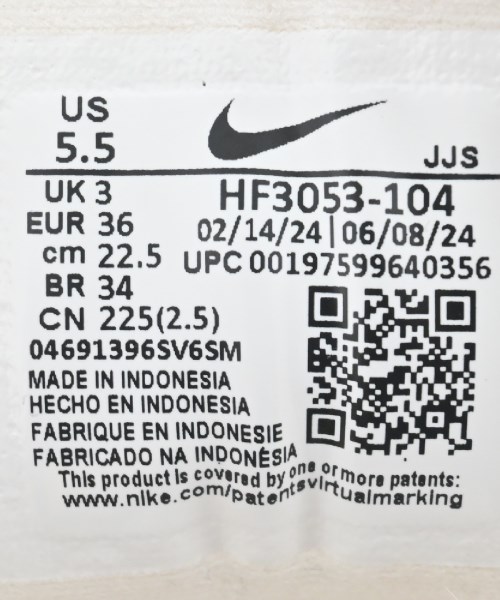 US
5.5
JJS
UK 3
EUR 36
cm 22.5
BR 34
CN 225(2.5)
HF3053-104
02/14/24|06/08/24
UPC 00197599640356
04691396SV6SM
MADE IN INDONESIA
HECHO EN INDONESIA
FABRIQUE EN INDONESIE
FABRICADO NA INDONÉSIA
This product is covered by one or more patents:
www.nike.com/patentsvirtualmarking